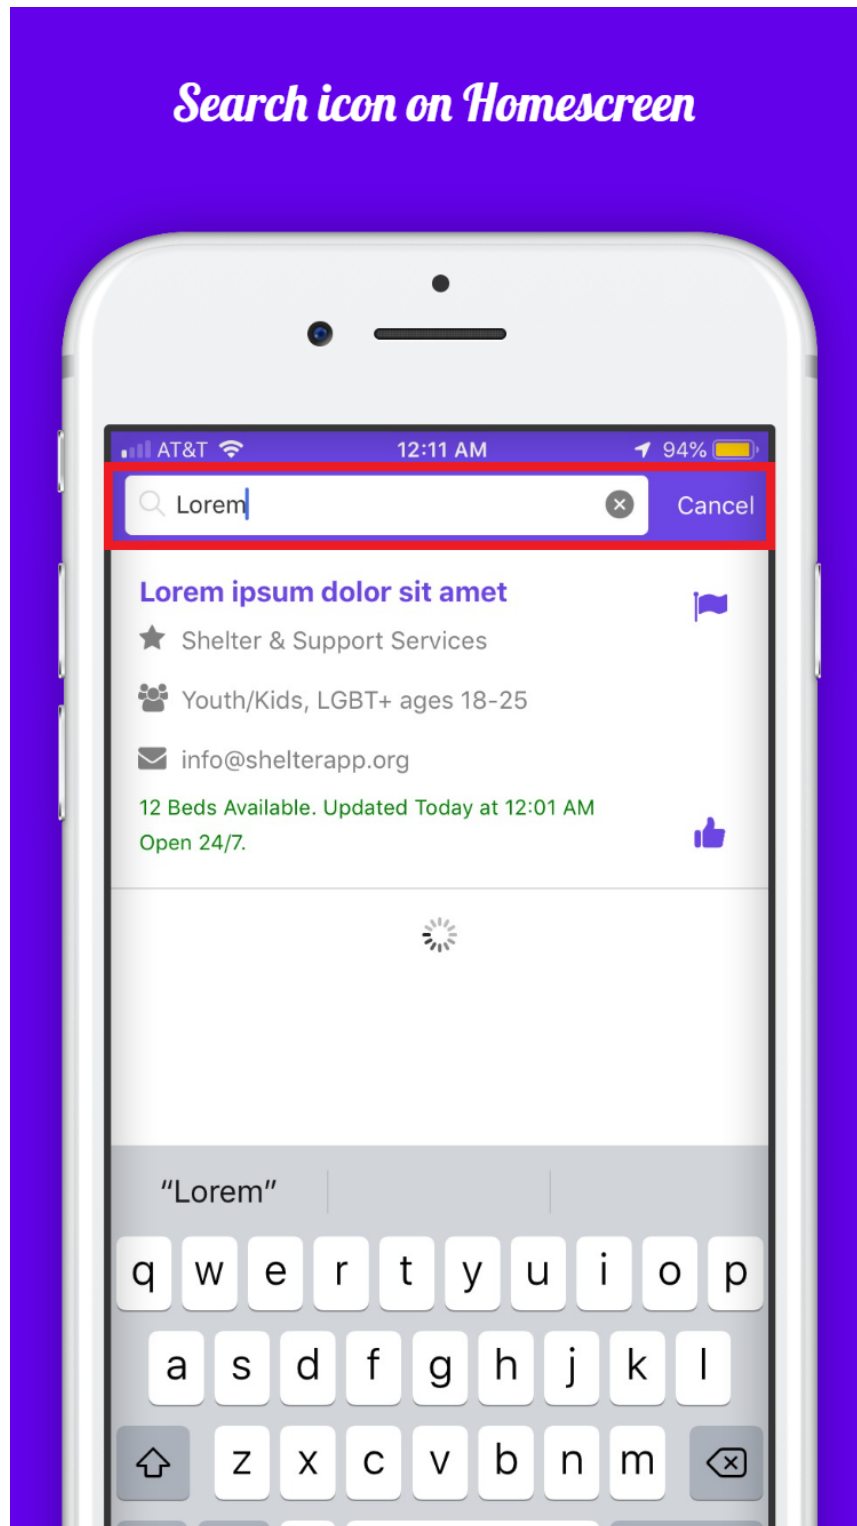 Search icon on Homescreen
AT&T 12:11 AM 94%
Lorem Cancel
Lorem ipsum dolor sit amet
Shelter & Support Services
Youth/Kids, LGBT+ ages 18-25
info@shelterapp.org
12 Beds Available. Updated Today at 12:01 AM
Open 24/7.
“Lorem”
q w e r t y u i o p
a s d f g h j k l
z x c v b n m